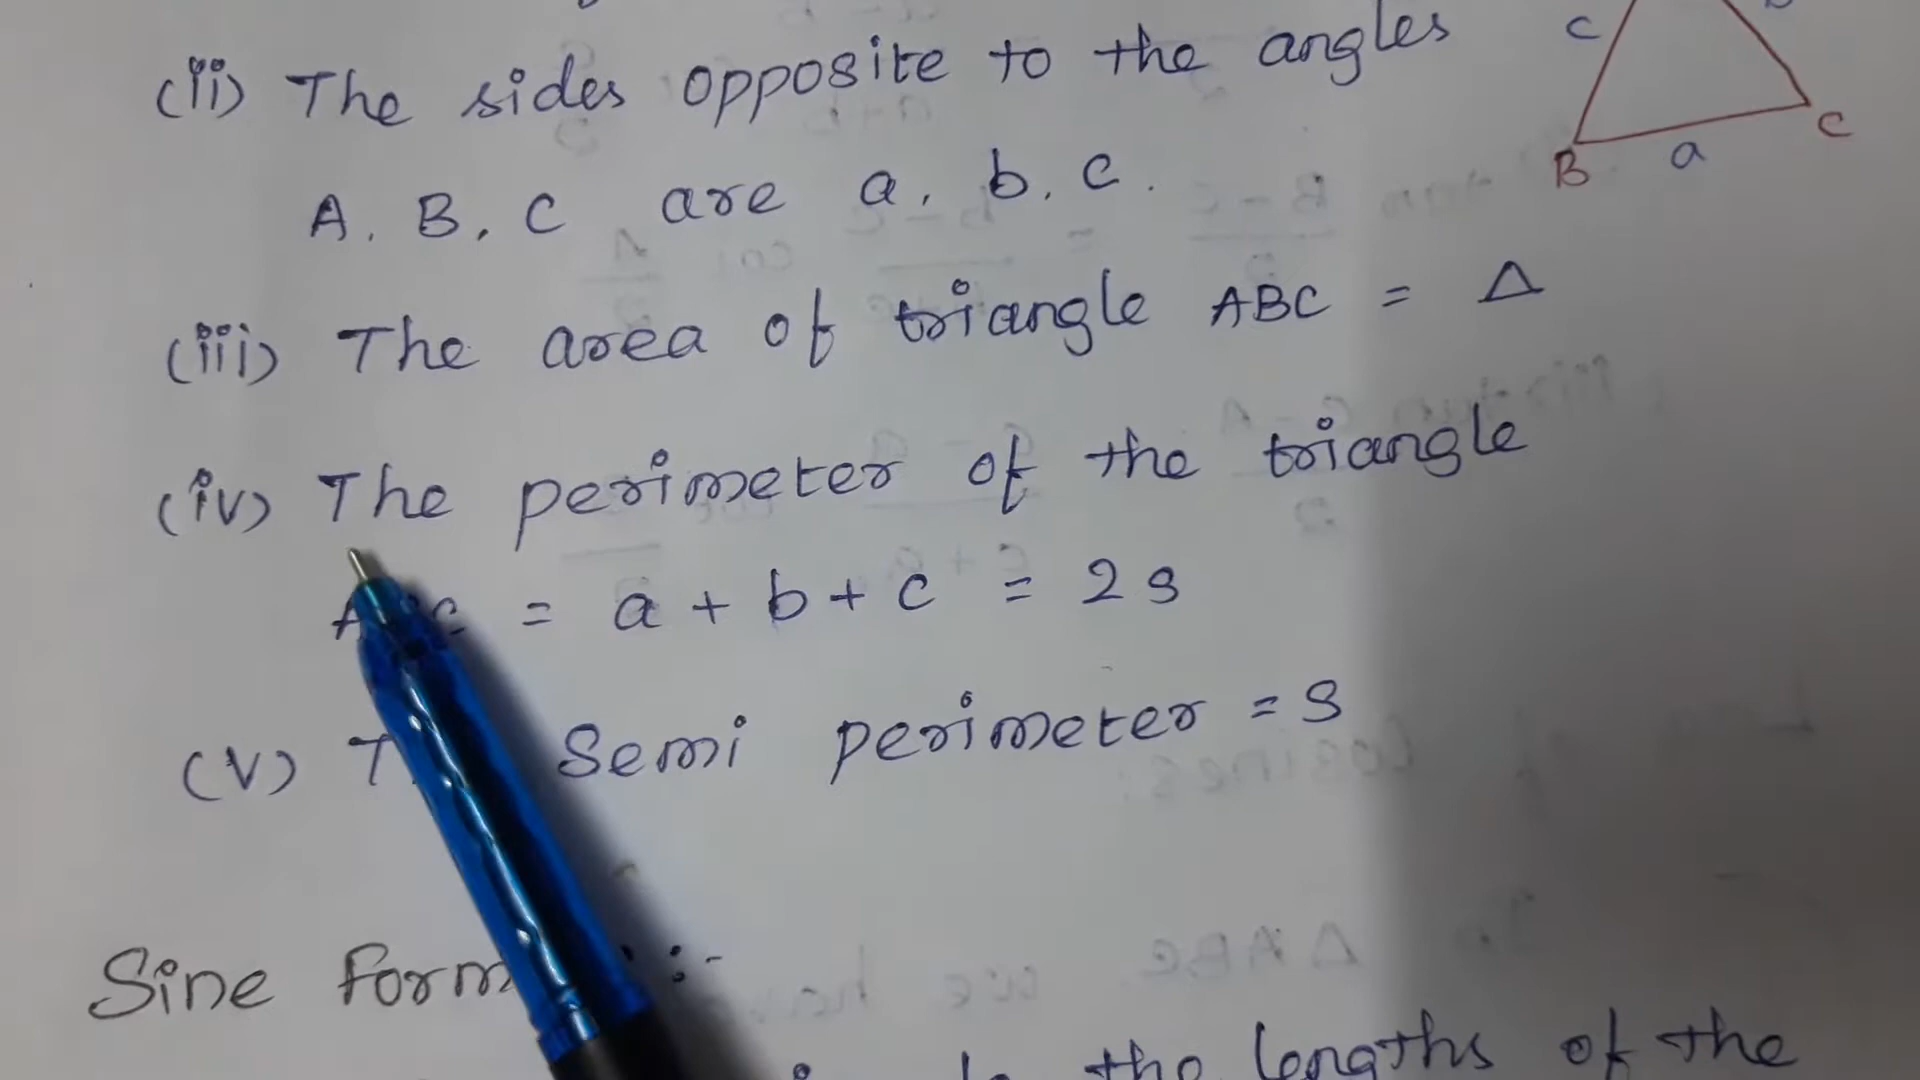 (ii) The sides opposite to the angles
A, B, C are a, b, c.
c
B a C
(iii) The area of triangle ABC = Δ
(iv) The perimeter of the triangle
ABC = a + b + c = 2s
(v) Semi perimeter = s
Sine :-
the lengths of the